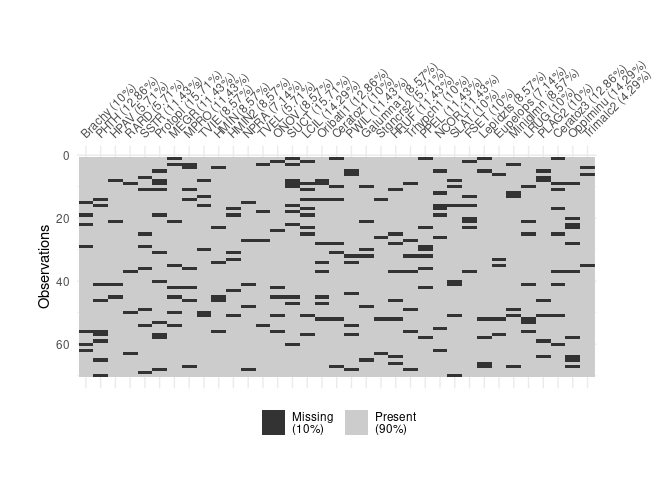 Brachy (10%)
PHTH (12.86%)
HPAV (5.71%)
RARD (5.71%)
SSTR (11.43%)
Protopl (15.71%)
MEGR (11.43%)
MPRO (11.43%)
TVIE (8.57%)
HMIN (8.57%)
HMIN2 (8.57%)
NPRA (7.14%)
TVEL (5.71%)
ONOV (8.57%)
SUCT (15.71%)
LCIL (14.29%)
Oribatl1 (12.86%)
Ceratoz1 (10%)
PWIL (11.43%)
Galumna1 (8.57%)
Stgncrs2 (5.71%)
HRUF (11.43%)
Trhypch1 (10%)
PPEL
NCOR (11.43%)
SLAT (10%)
FSET (10%)
Lepidzts (8.57%)
Eupelops (7.14%)
Miniglmn (8.57%)
LRUG (10%)
PLAG2 (10%)
Ceratoz3 (12.86%)
Oppiminu (14.29%)
Trimalc2 (4.29%)
0
20
40
60
Observations
Missing
(10%)
Present
(90%)